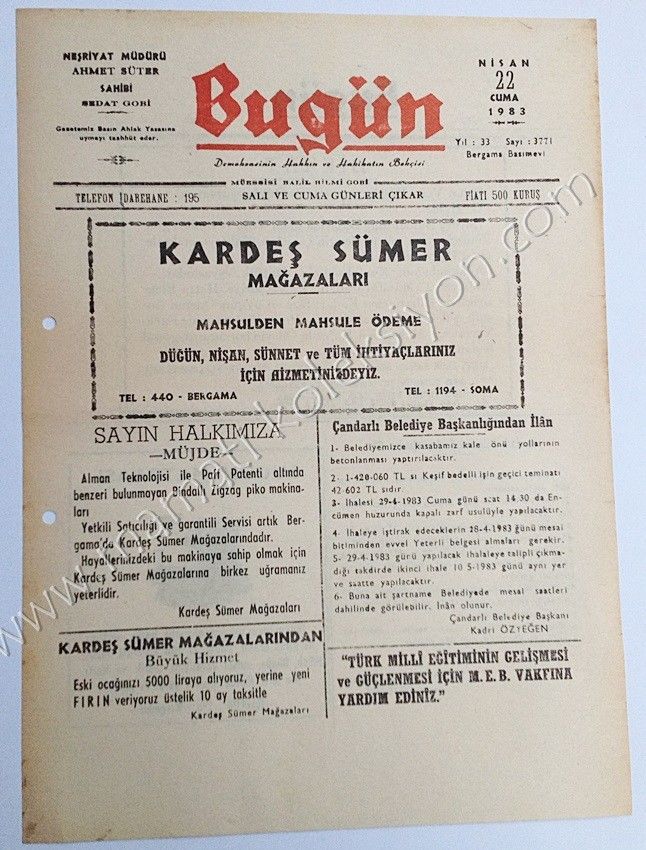 NEŞRİYAT MÜDÜRÜ
AHMET SÜTER
SAHİBİ
SEDAT GOBİ
Gazetemiz Basın Ahlak Yasasına
uymayı taahhüt eder.
Bugün
Demokrasinin Hakkın ve Hakikatın Bekçisi
NİSAN
22
CUMA
1983
Yıl : 33 Sayı : 3771
Bergama Basımevi
MÜESSİSİ HALİL HİLMİ GOBİ
TELEFON İDAREHANE : 195 SALI VE CUMA GÜNLERİ ÇIKAR FİATI 500 KURUŞ
KARDEŞ SÜMER
MAĞAZALARI
MAHSULDEN MAHSULE ÖDEME
DÜĞÜN, NİŞAN, SÜNNET ve TÜM İHTİYAÇLARINIZ
İÇİN HİZMETİNİZDEYİZ.
TEL : 440 - BERGAMA TEL : 1194 - SOMA
SAYIN HALKIMIZA
—MÜJDE—
Alman Teknolojisi ile Paff Patenti altında
benzeri bulunmayan Bindallı Zigzag piko makina-
ları
Yetkili Satıcılığı ve garantili Servisi artık Ber-
gama'da Kardeş Sümer Mağazalarındadır.
Hayallerinizdeki bu makinaya sahip olmak için
Kardeş Sümer Mağazalarına birkez uğramanız
yeterlidir.
Kardeş Sümer Mağazaları
KARDEŞ SÜMER MAĞAZALARINDAN
Büyük Hizmet
Eski ocağınızı 5000 liraya alıyoruz, yerine yeni
FIRIN veriyoruz üstelik 10 ay taksitle
Kardeş Sümer Mağazaları
Çandarlı Belediye Başkanlığından İlân
1- Belediyemizce kasabamız kale önü yollarının
betonlanması yaptırılacaktır.
2. 1-420-060 TL sı Keşif bedelli işin geçici teminatı
42 602 TL sıdır.
3- İhalesi 29-4-1983 Cuma günü saat 14.30 da En-
cümen huzurunda kapalı zarf usulüyle yapılacaktır.
4- İhaleye iştirak edeceklerin 28-4-1983 günü mesai
bitiminden evvel Yeterli belgesi almaları gerekir.
5- 29-4-1983 günü yapılacak ihalaleye talipli çıkma-
dığı takdirde ikinci ihale 10 5-1983 günü aynı yer
ve saatte yapılacaktır.
6- Buna ait şartname Belediyede mesai saatleri
dahilinde görülebilir. İnân olunur.
Çandarlı Belediye Başkanı
Kadri ÖZYEĞEN
"TÜRK MİLLÎ EĞİTİMİNİN GELİŞMESİ
ve GÜÇLENMESİ İÇİN M.E.B. VAKFINA
YARDIM EDİNİZ."